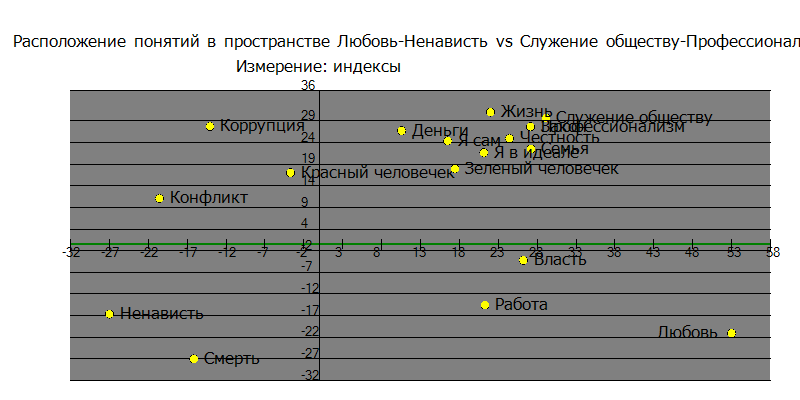 Расположение понятий в пространстве Любовь-Ненависть vs Служение обществу-Профессионал
Измерение: индексы
36
Жизнь
29
Служение обществу
Коррупция
Закон
Профессионализм
Деньги
24
Я сам
Честность
Я в идеале
Семья
19
Красный человечек
Зеленый человечек
14
Конфликт
9
4
-32 -27 -22 -17 -12 -7 -2 3 8 13 18 23 28 33 38 43 48 53 58
Власть
-7
-12
Работа
Ненависть
-17
-22
Любовь
Смерть
-27
-32